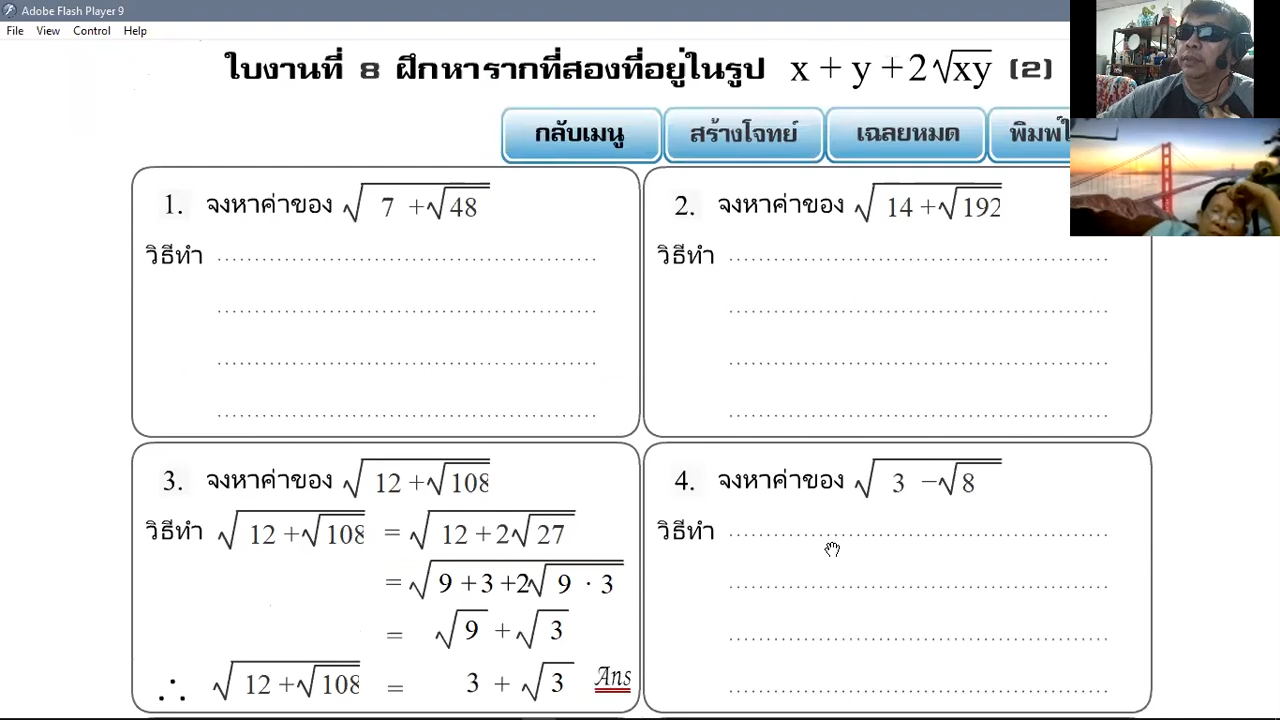 Adobe Flash Player 9
File View Control Help
ใบงานที่ 8 ฝึกหารากที่สองที่อยู่ในรูป x + y + 2√xy (2)
กลับเมนู สร้างโจทย์ เฉลยหมด
1. จงหาค่าของ √(7 + √48)
วิธีทำ
2. จงหาค่าของ √(14 + √192)
วิธีทำ
3. จงหาค่าของ √(12 + √108)
วิธีทำ √(12 + √108) = √(12 + 2√27)
= √(9 + 3 + 2√(9 · 3))
= √9 + √3
∴ √(12 + √108) = 3 + √3 Ans
4. จงหาค่าของ √(3 − √8)
วิธีทำ